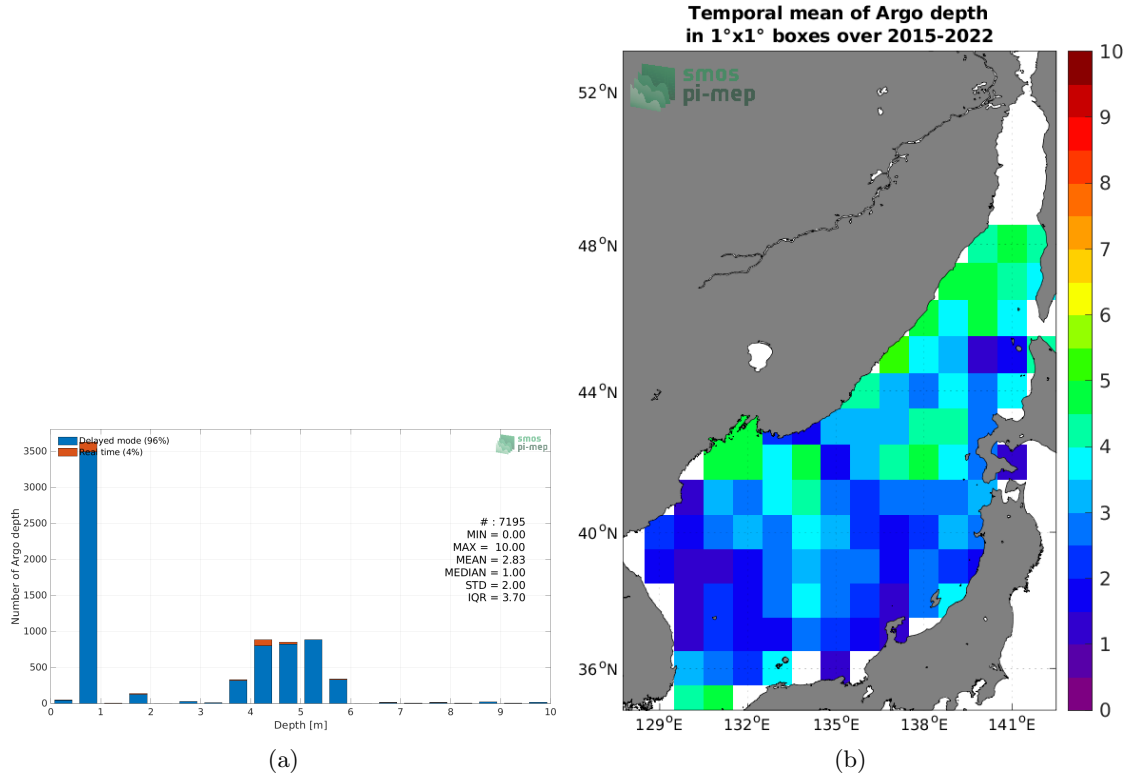 Temporal mean of Argo depth
in 1°x1° boxes over 2015-2022
smos
pi-mep
52°N
48°N
44°N
40°N
36°N
129°E
132°E
135°E
138°E
141°E
10
9
8
7
6
5
4
3
2
1
0
Delayed mode (96%)
Real time (4%)
smos
pi-mep
# : 7195
MIN = 0.00
MAX = 10.00
MEAN = 2.83
MEDIAN = 1.00
STD = 2.00
IQR = 3.70
Number of Argo depth
3500
3000
2500
2000
1500
1000
500
0
0 1 2 3 4 5 6 7 8 9 10
Depth [m]
(a)
(b)